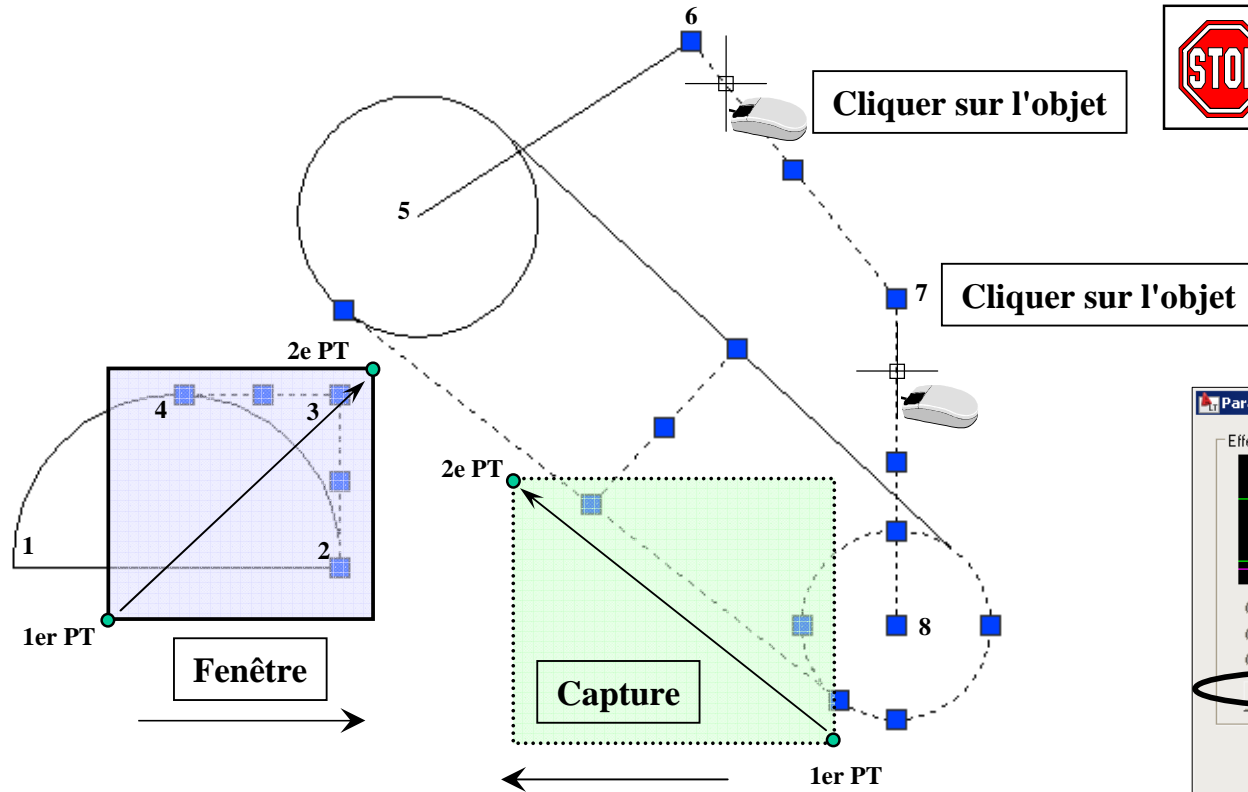 6
Cliquer sur l'objet
5
7
Cliquer sur l'objet
2e PT
4
3
1
2
1er PT
Fenêtre
2e PT
Capture
8
1er PT